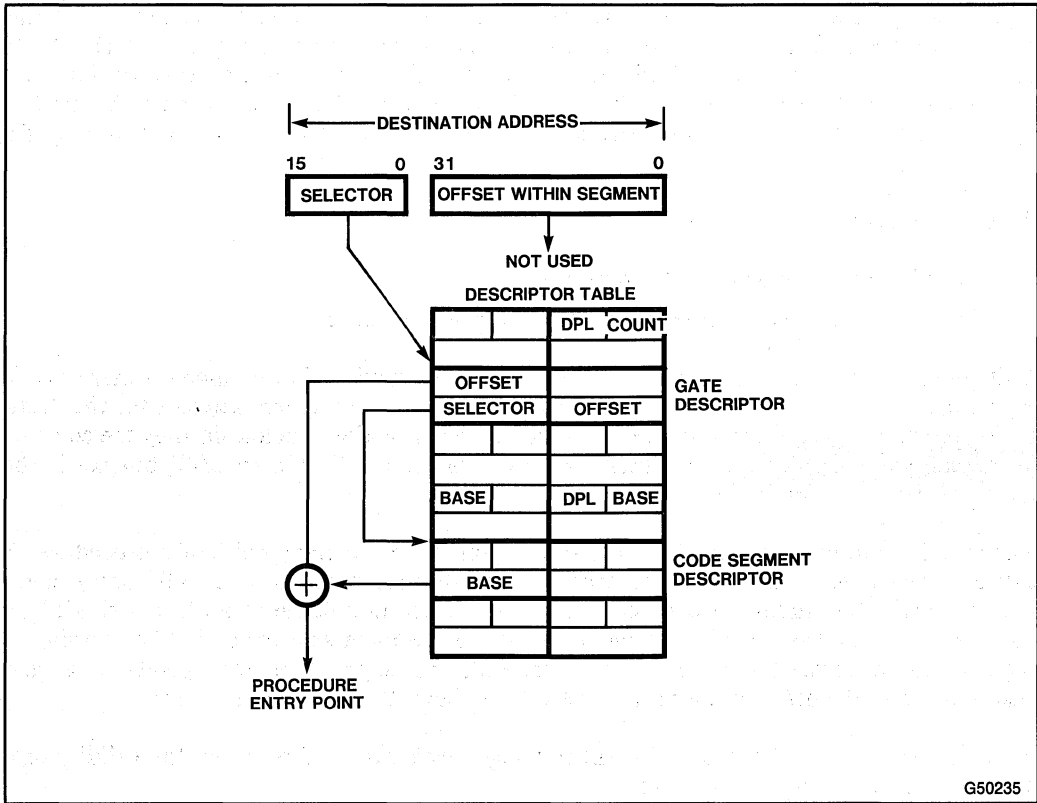 DESTINATION ADDRESS
15 0 31 0
SELECTOR OFFSET WITHIN SEGMENT
NOT USED
DESCRIPTOR TABLE
DPL COUNT
OFFSET
GATE
DESCRIPTOR
SELECTOR OFFSET
BASE DPL BASE
CODE SEGMENT
DESCRIPTOR
BASE
PROCEDURE
ENTRY POINT
G50235